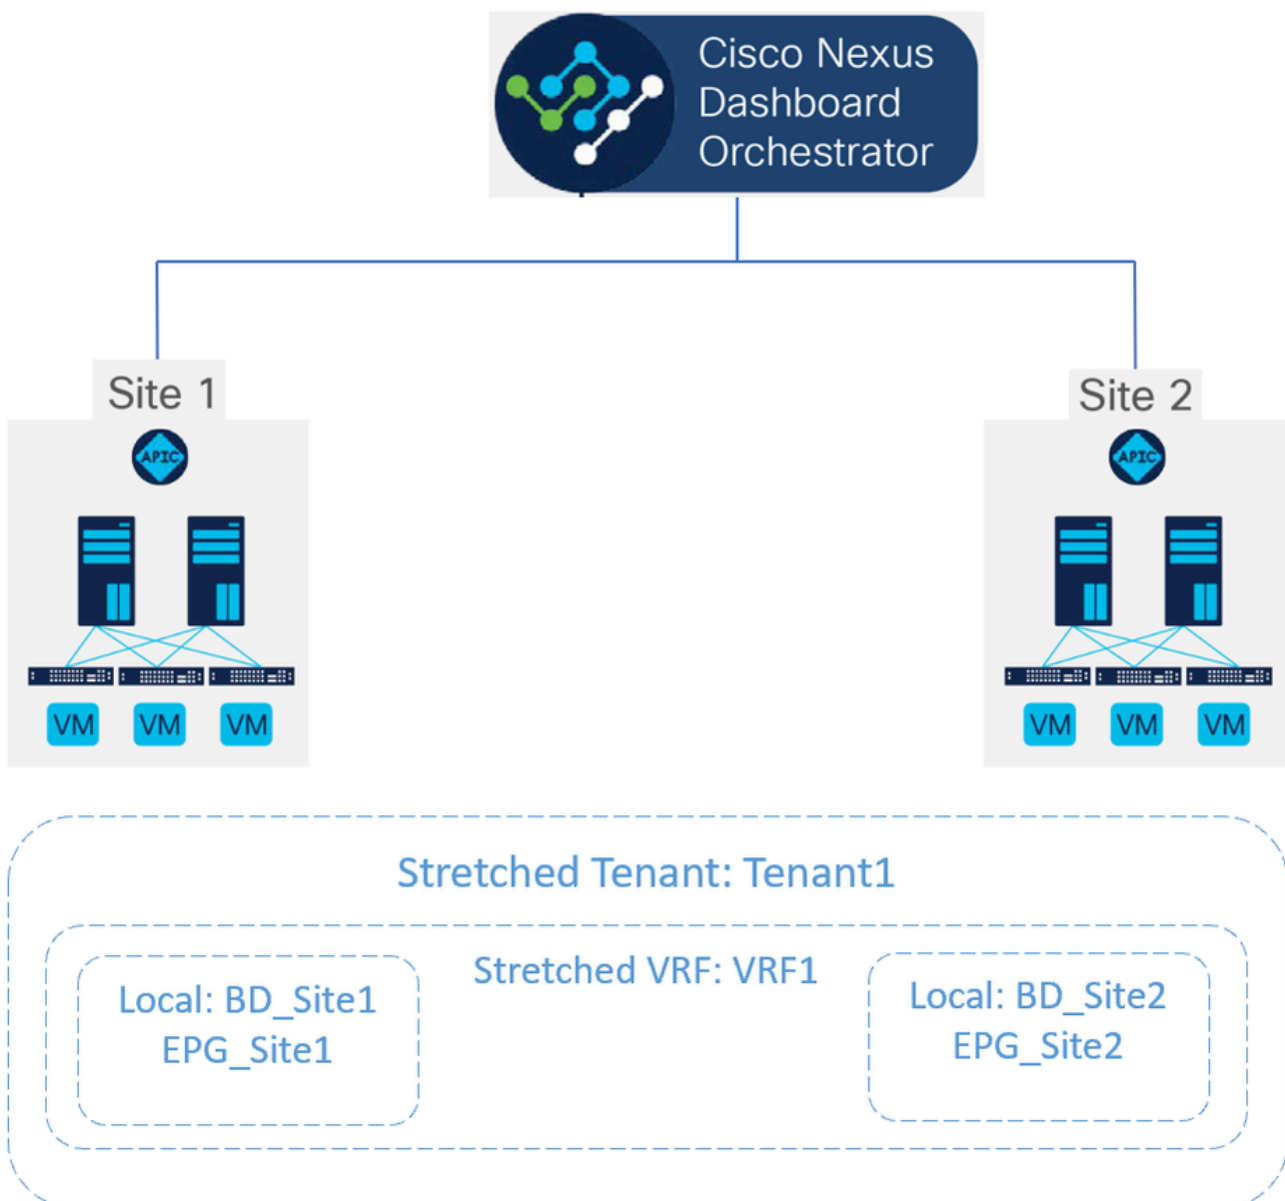 Cisco Nexus
Dashboard
Orchestrator
Site 1
Site 2
APIC
APIC
VM VM VM
VM VM VM
Stretched Tenant: Tenant1
Stretched VRF: VRF1
Local: BD_Site1
EPG_Site1
Local: BD_Site2
EPG_Site2